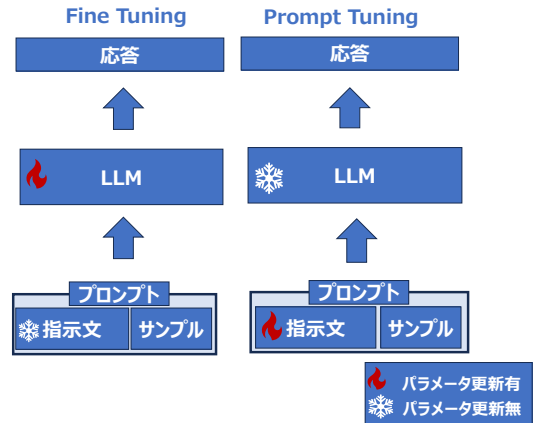 Fine Tuning
Prompt Tuning
応答
応答
LLM
LLM
プロンプト
指示文
サンプル
プロンプト
指示文
サンプル
パラメータ更新有
パラメータ更新無